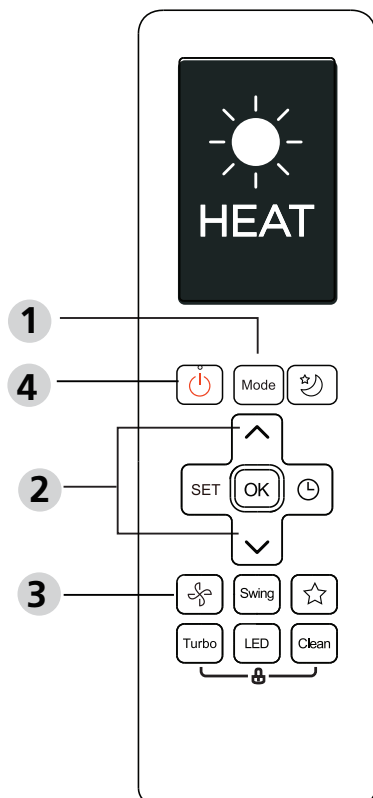 HEAT
1
4
Mode
2
SET OK
3
Swing
Turbo LED Clean